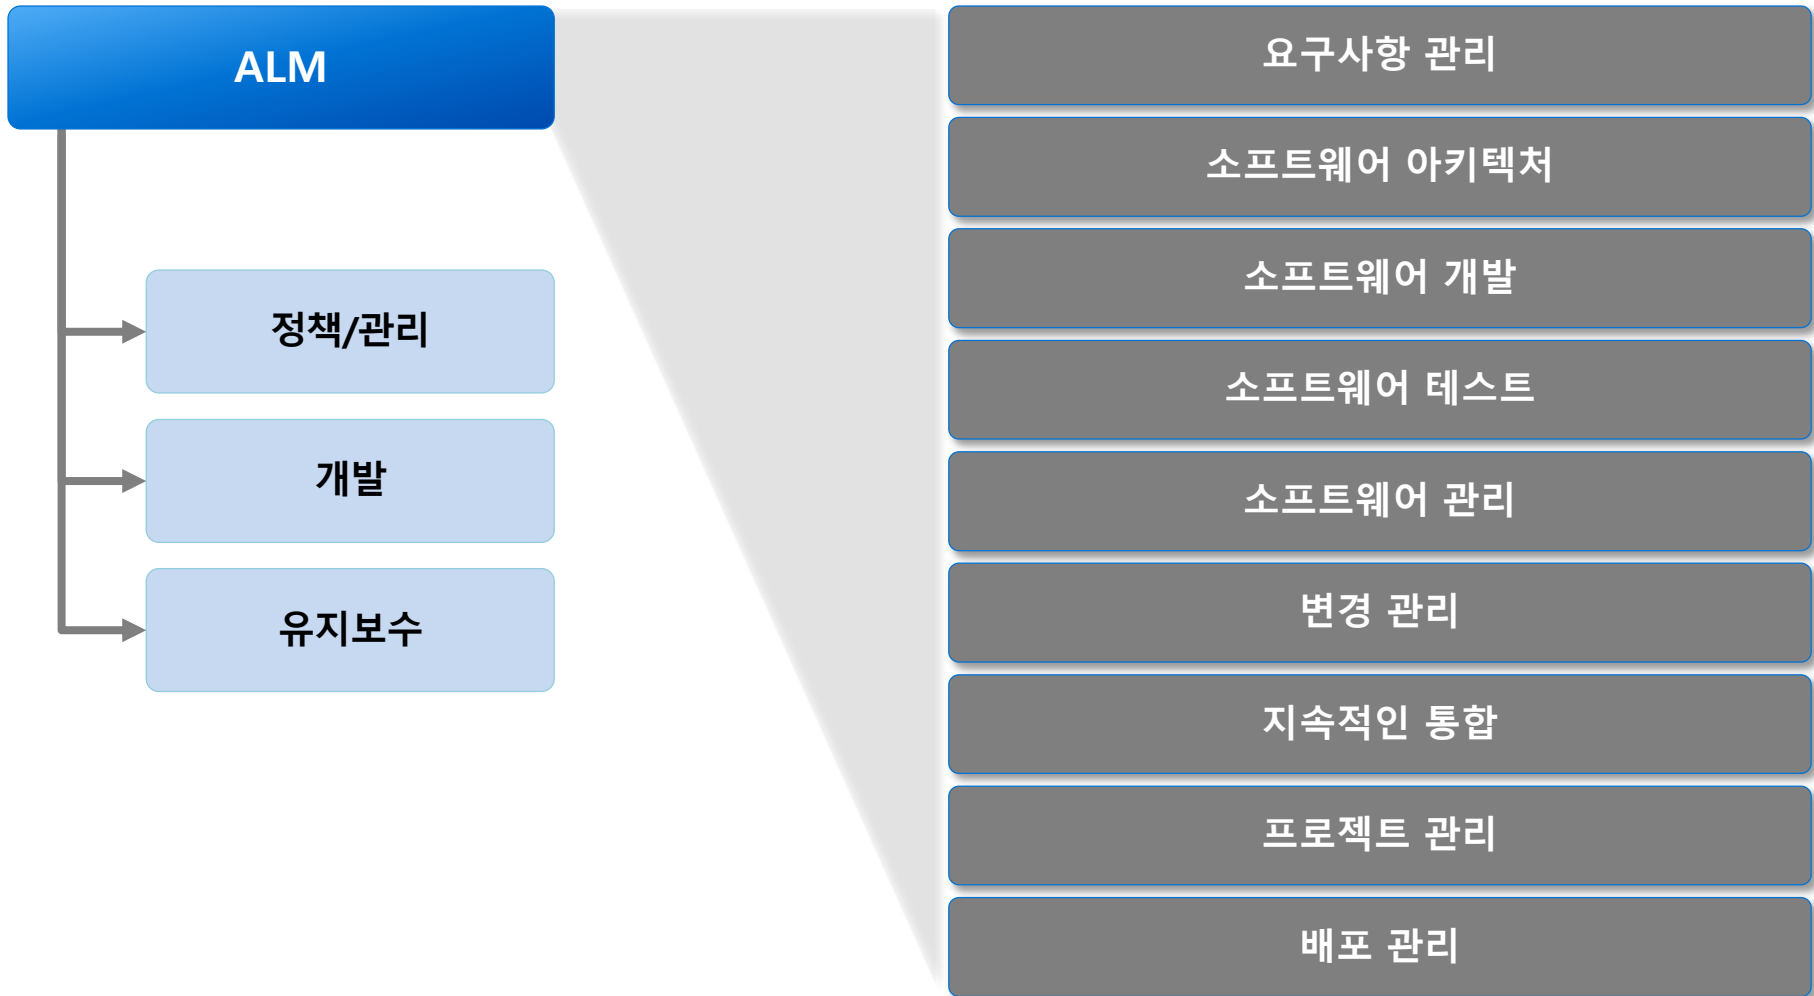 ALM
정책/관리
개발
유지보수
요구사항 관리
소프트웨어 아키텍처
소프트웨어 개발
소프트웨어 테스트
소프트웨어 관리
변경 관리
지속적인 통합
프로젝트 관리
배포 관리